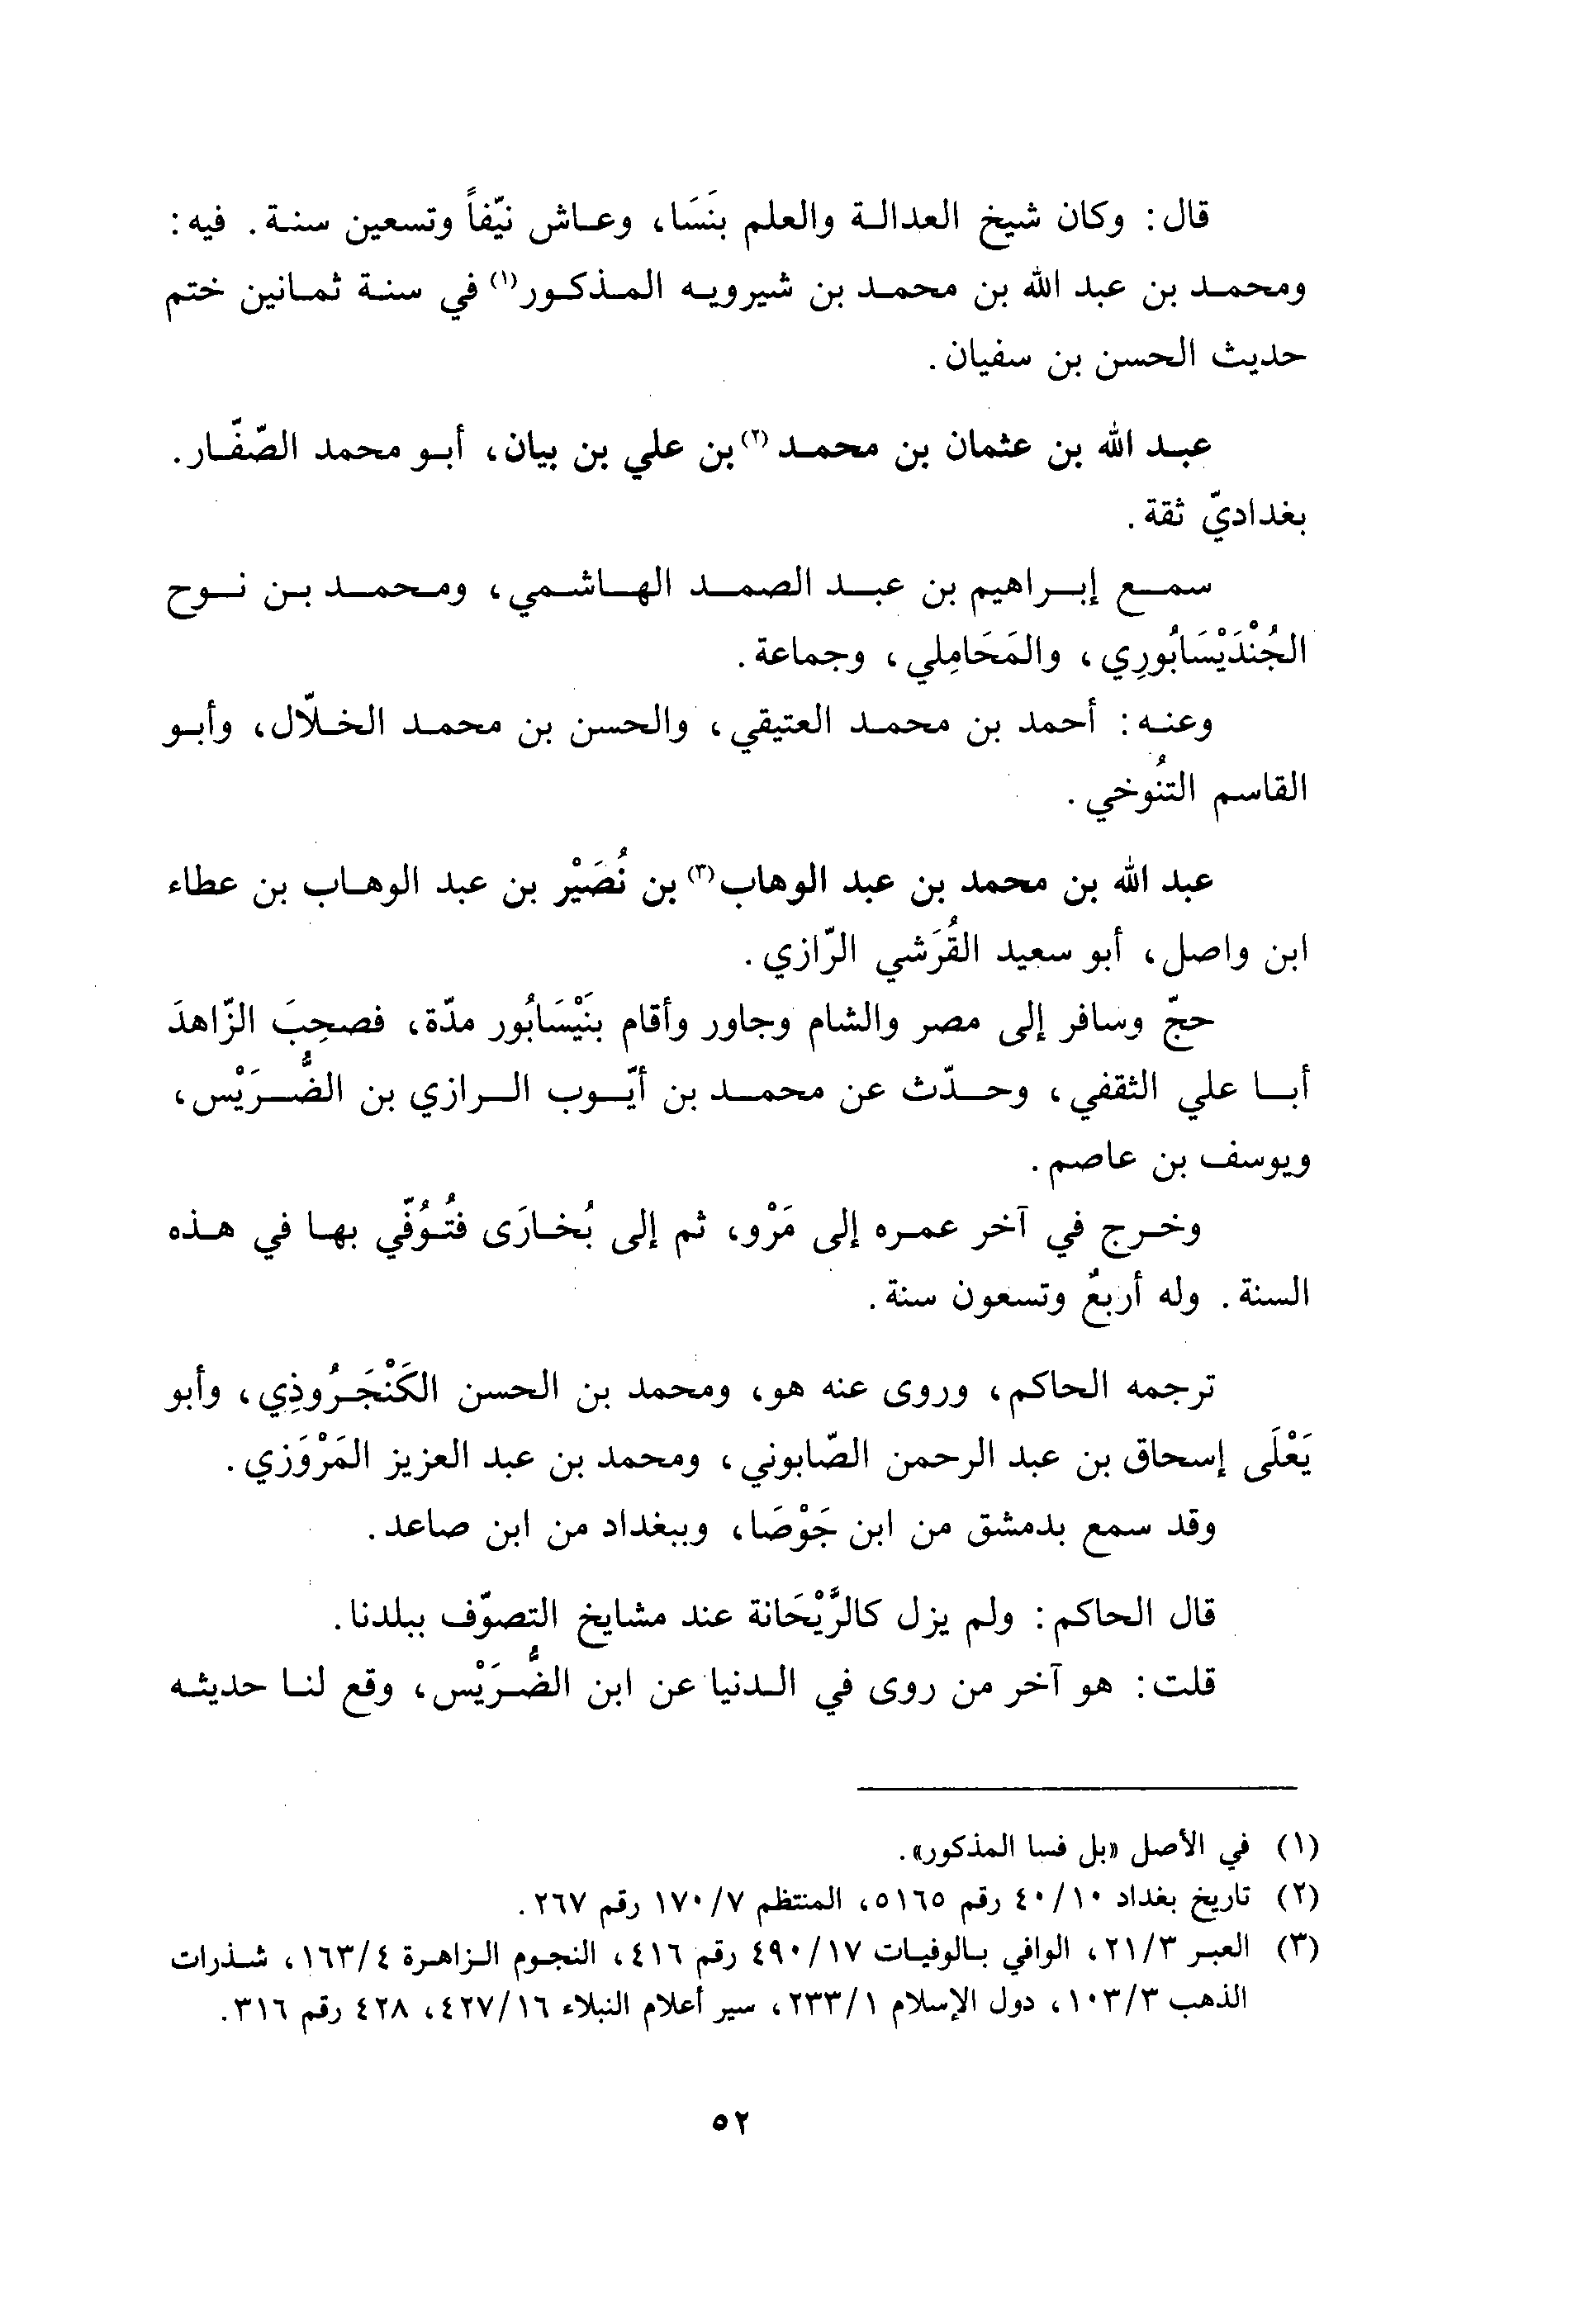 قال: وكان شيخ العدالة والعلم بنَسَا، وعاش نيّفاً وتسعين سنة. فيه:
ومحمد بن عبد الله بن محمد بن شيرويه المذكور(١) في سنة ثمانين ختم
حديث الحسن بن سفيان.
عبد الله بن عثمان بن محمد(٢) بن علي بن بيان، أبو محمد الصّفّار.
بغداديّ ثقة.
سمع إبراهيم بن عبد الصمد الهاشمي، ومحمد بن نوح
الجُنْدَيْسَابُورِي، والمَحَامِلي، وجماعة.
وعنه: أحمد بن محمد العتيقي، والحسن بن محمد الخلّال، وأبو
القاسم التنُوخي.
عبد الله بن محمد بن عبد الوهاب(٣) بن نُصَيْر بن عبد الوهاب بن عطاء
ابن واصل، أبو سعيد القُرَشي الرّازي.
حجّ وسافر إلى مصر والشام وجاور وأقام بنَيْسَابُور مدّة، فصحِبَ الزّاهدَ
أبا علي الثقفي، وحدّث عن محمد بن أيّوب الرازي بن الضُّرَيْس،
ويوسف بن عاصم.
وخرج في آخر عمره إلى مَرْو، ثم إلى بُخارَى فتُوُفّي بها في هذه
السنة. وله أربعٌ وتسعون سنة.
ترجمه الحاكم، وروى عنه هو، ومحمد بن الحسن الكَنْجَرُوذِي، وأبو
يَعْلَى إسحاق بن عبد الرحمن الصّابوني، ومحمد بن عبد العزيز المَرْوَزي.
وقد سمع بدمشق من ابن جَوْصَا، وببغداد من ابن صاعد.
قال الحاكم: ولم يزل كالرَّيْحَانة عند مشايخ التصوّف ببلدنا.
قلت: هو آخر من روى في الدنيا عن ابن الضُّرَيْس، وقع لنا حديثه
(١) في الأصل «بل فسا المذكور».
(٢) تاريخ بغداد ٤٠/١٠ رقم ٥١٦٥، المنتظم ١٧٠/٧ رقم ٢٦٧.
(٣) العبر ٢١/٣، الوافي بالوفيات ٤٩٠/١٧ رقم ٤١٦، النجوم الزاهرة ١٦٣/٤، شذرات
الذهب ١٠٣/٣، دول الإسلام ٢٣٣/١، سير أعلام النبلاء ٤٢٧/١٦، ٤٢٨ رقم ٣١٦.
٥٢